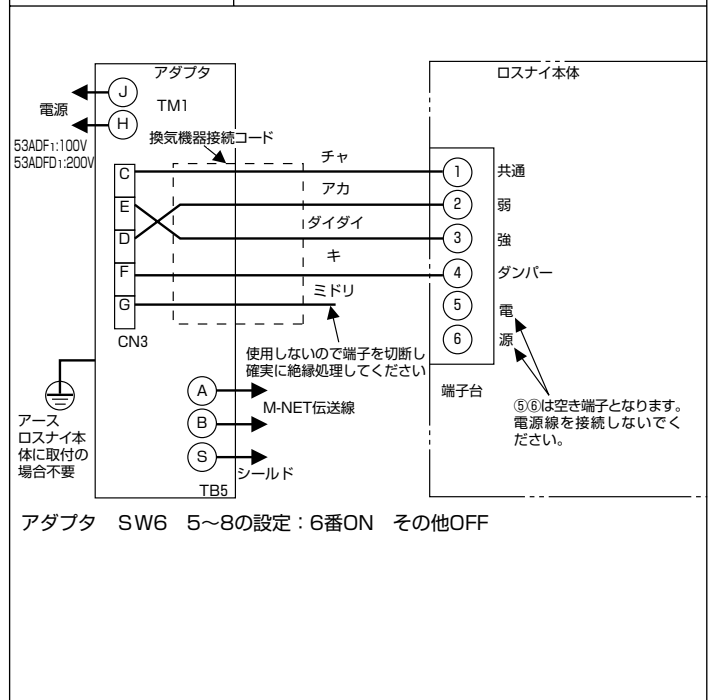 アダプタ
ロスナイ本体
J
TM1
電源
H
53ADF1:100V
53ADFD1:200V
換気機器接続コード
チャ
C
1
共通
アカ
E
2
弱
ダイダイ
D
3
強
キ
F
4
ダンパー
ミドリ
G
5
電
CN3
6
源
使用しないので端子を切断し
確実に絶縁処理してください
端子台
⑤⑥は空き端子となります。
電源線を接続しないでく
ださい。
A
M-NET伝送線
B
アース
ロスナイ本
体に取付の
場合不要
S
シールド
TB5
アダプタ SW6 5~8の設定:6番ON その他OFF